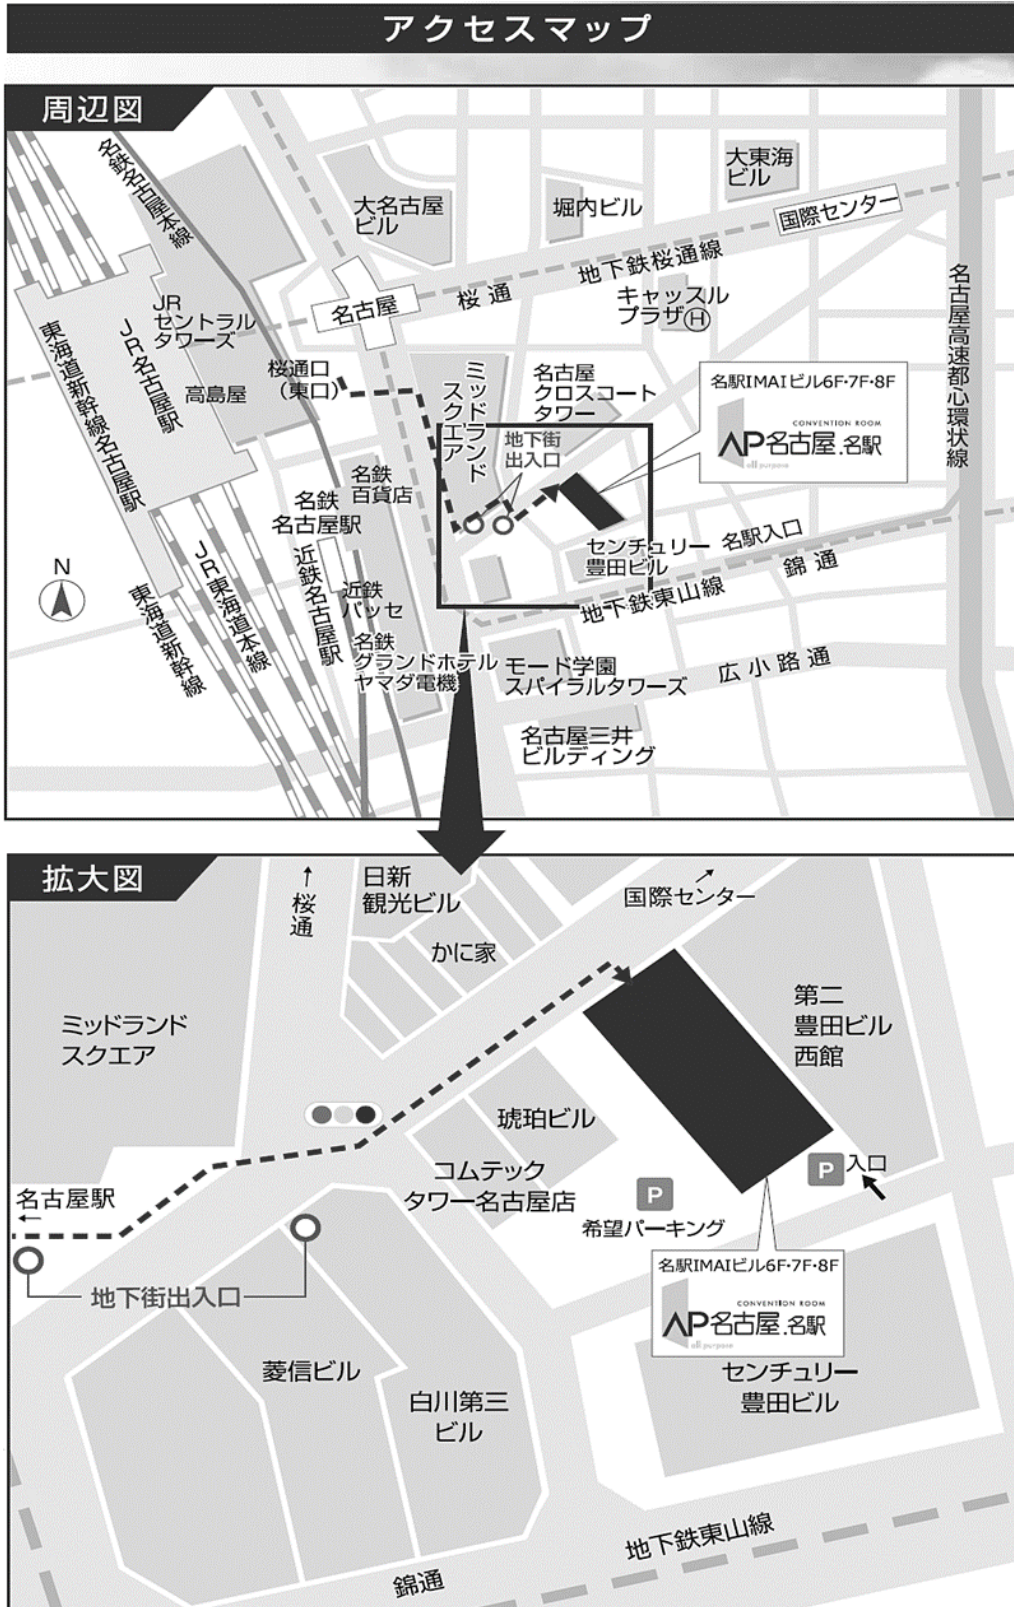 アクセスマップ
周辺図
名鉄名古屋本線
大名古屋
ビル
堀内ビル
大東海
ビル
国際センター
地下鉄桜通線
桜通
名古屋
キャッスル
プラザ
H
名古屋高速都心環状線
JR
セントラル
タワーズ
JR名古屋駅
東海道新幹線名古屋駅
高島屋
桜通口
(東口)
ミッドランド
スクエア
名古屋
クロスコート
タワー
名駅IMAIビル6F・7F・8F
CONVENTION ROOM
AP名古屋.名駅
all purpose
地下街
出入口
名鉄
百貨店
名鉄
名古屋駅
近鉄名古屋駅
近鉄
パッセ
センチュリー
豊田ビル
名駅入口
錦通
地下鉄東山線
N
東海道新幹線
JR東海道本線
名鉄
グランドホテル
ヤマダ電機
モード学園
スパイラルタワーズ
広小路通
名古屋三井
ビルディング
拡大図
↑
桜通
日新
観光ビル
かに家
国際センター
ミッドランド
スクエア
第二
豊田ビル
西館
琥珀ビル
コムテック
タワー名古屋店
P
入口
P
希望パーキング
名古屋駅
←
地下街出入口
名駅IMAIビル6F・7F・8F
CONVENTION ROOM
AP名古屋.名駅
all purpose
センチュリー
豊田ビル
菱信ビル
白川第三
ビル
地下鉄東山線
錦通